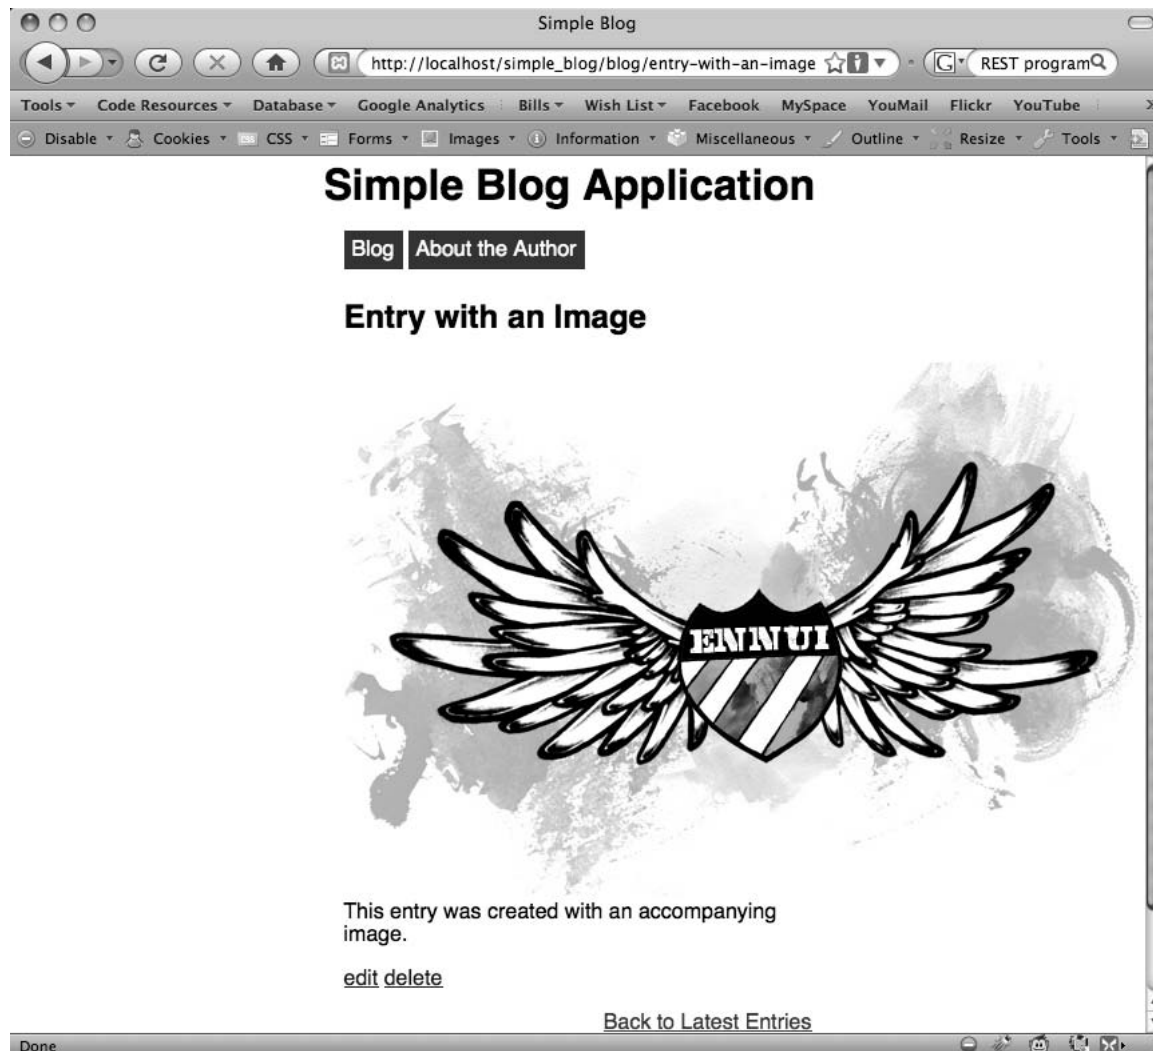 Simple Blog
http://localhost/simple_blog/blog/entry-with-an-image
G
REST program
Tools Code Resources Database Google Analytics Bills Wish List Facebook MySpace YouMail Flickr YouTube
Disable Cookies CSS Forms Images Information Miscellaneous Outline Resize Tools
Simple Blog Application
Blog About the Author
Entry with an Image
ENNUI
This entry was created with an accompanying
image.
edit delete
Back to Latest Entries
Done